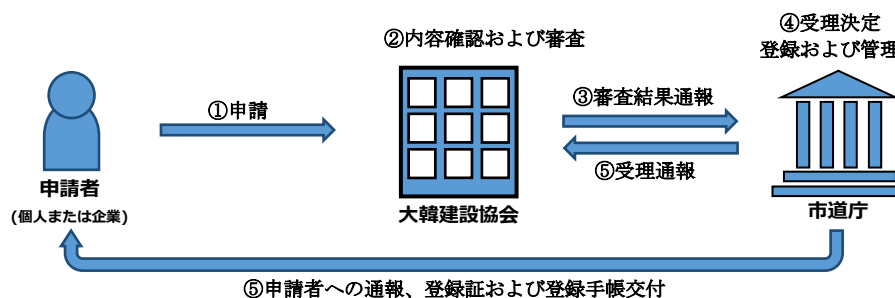 ④受理決定
登録および管理
②内容確認および審査
①申請
③審査結果通報
⑤受理通報
申請者
(個人または企業)
大韓建設協会
市道庁
⑤申請者への通報、登録証および登録手帳交付